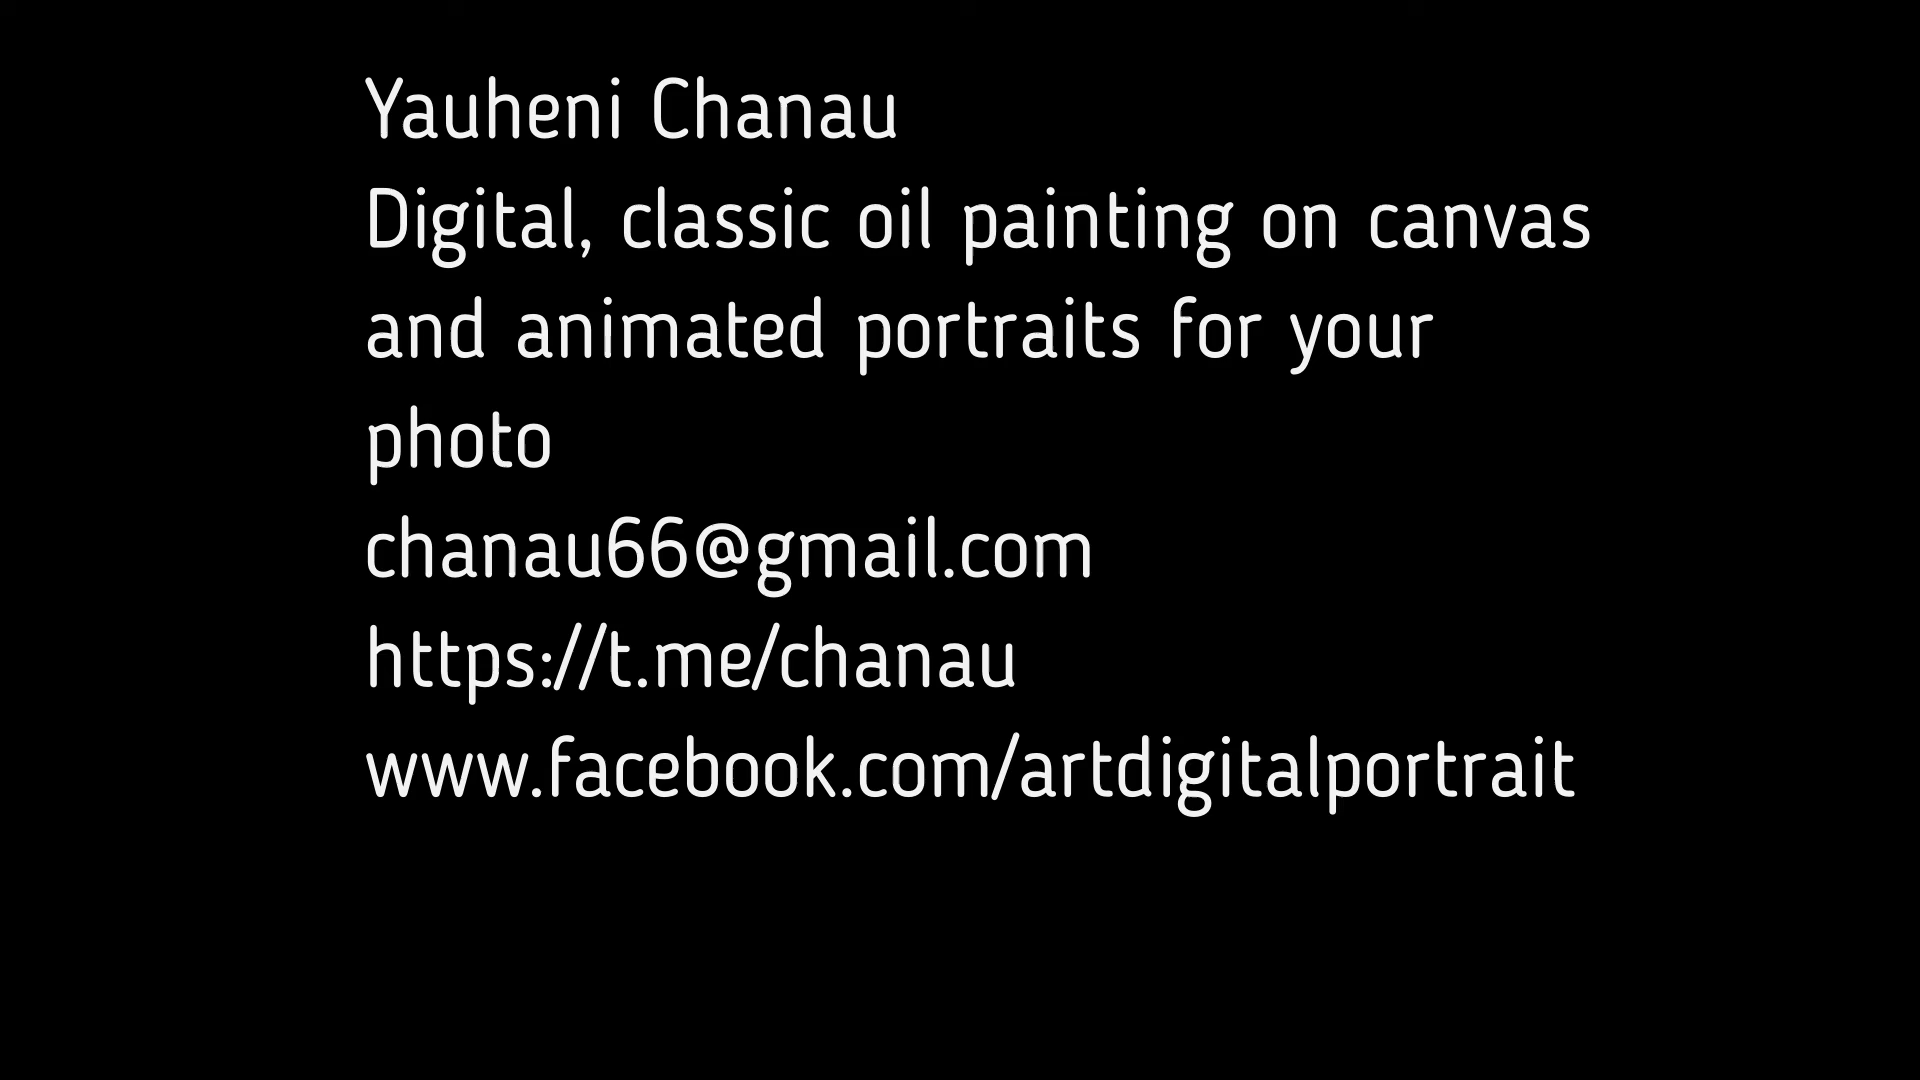 Yauheni Chanau
Digital, classic oil painting on canvas
and animated portraits for your
photo
chanau66@gmail.com
https://t.me/chanau
www.facebook.com/artdigitalportrait